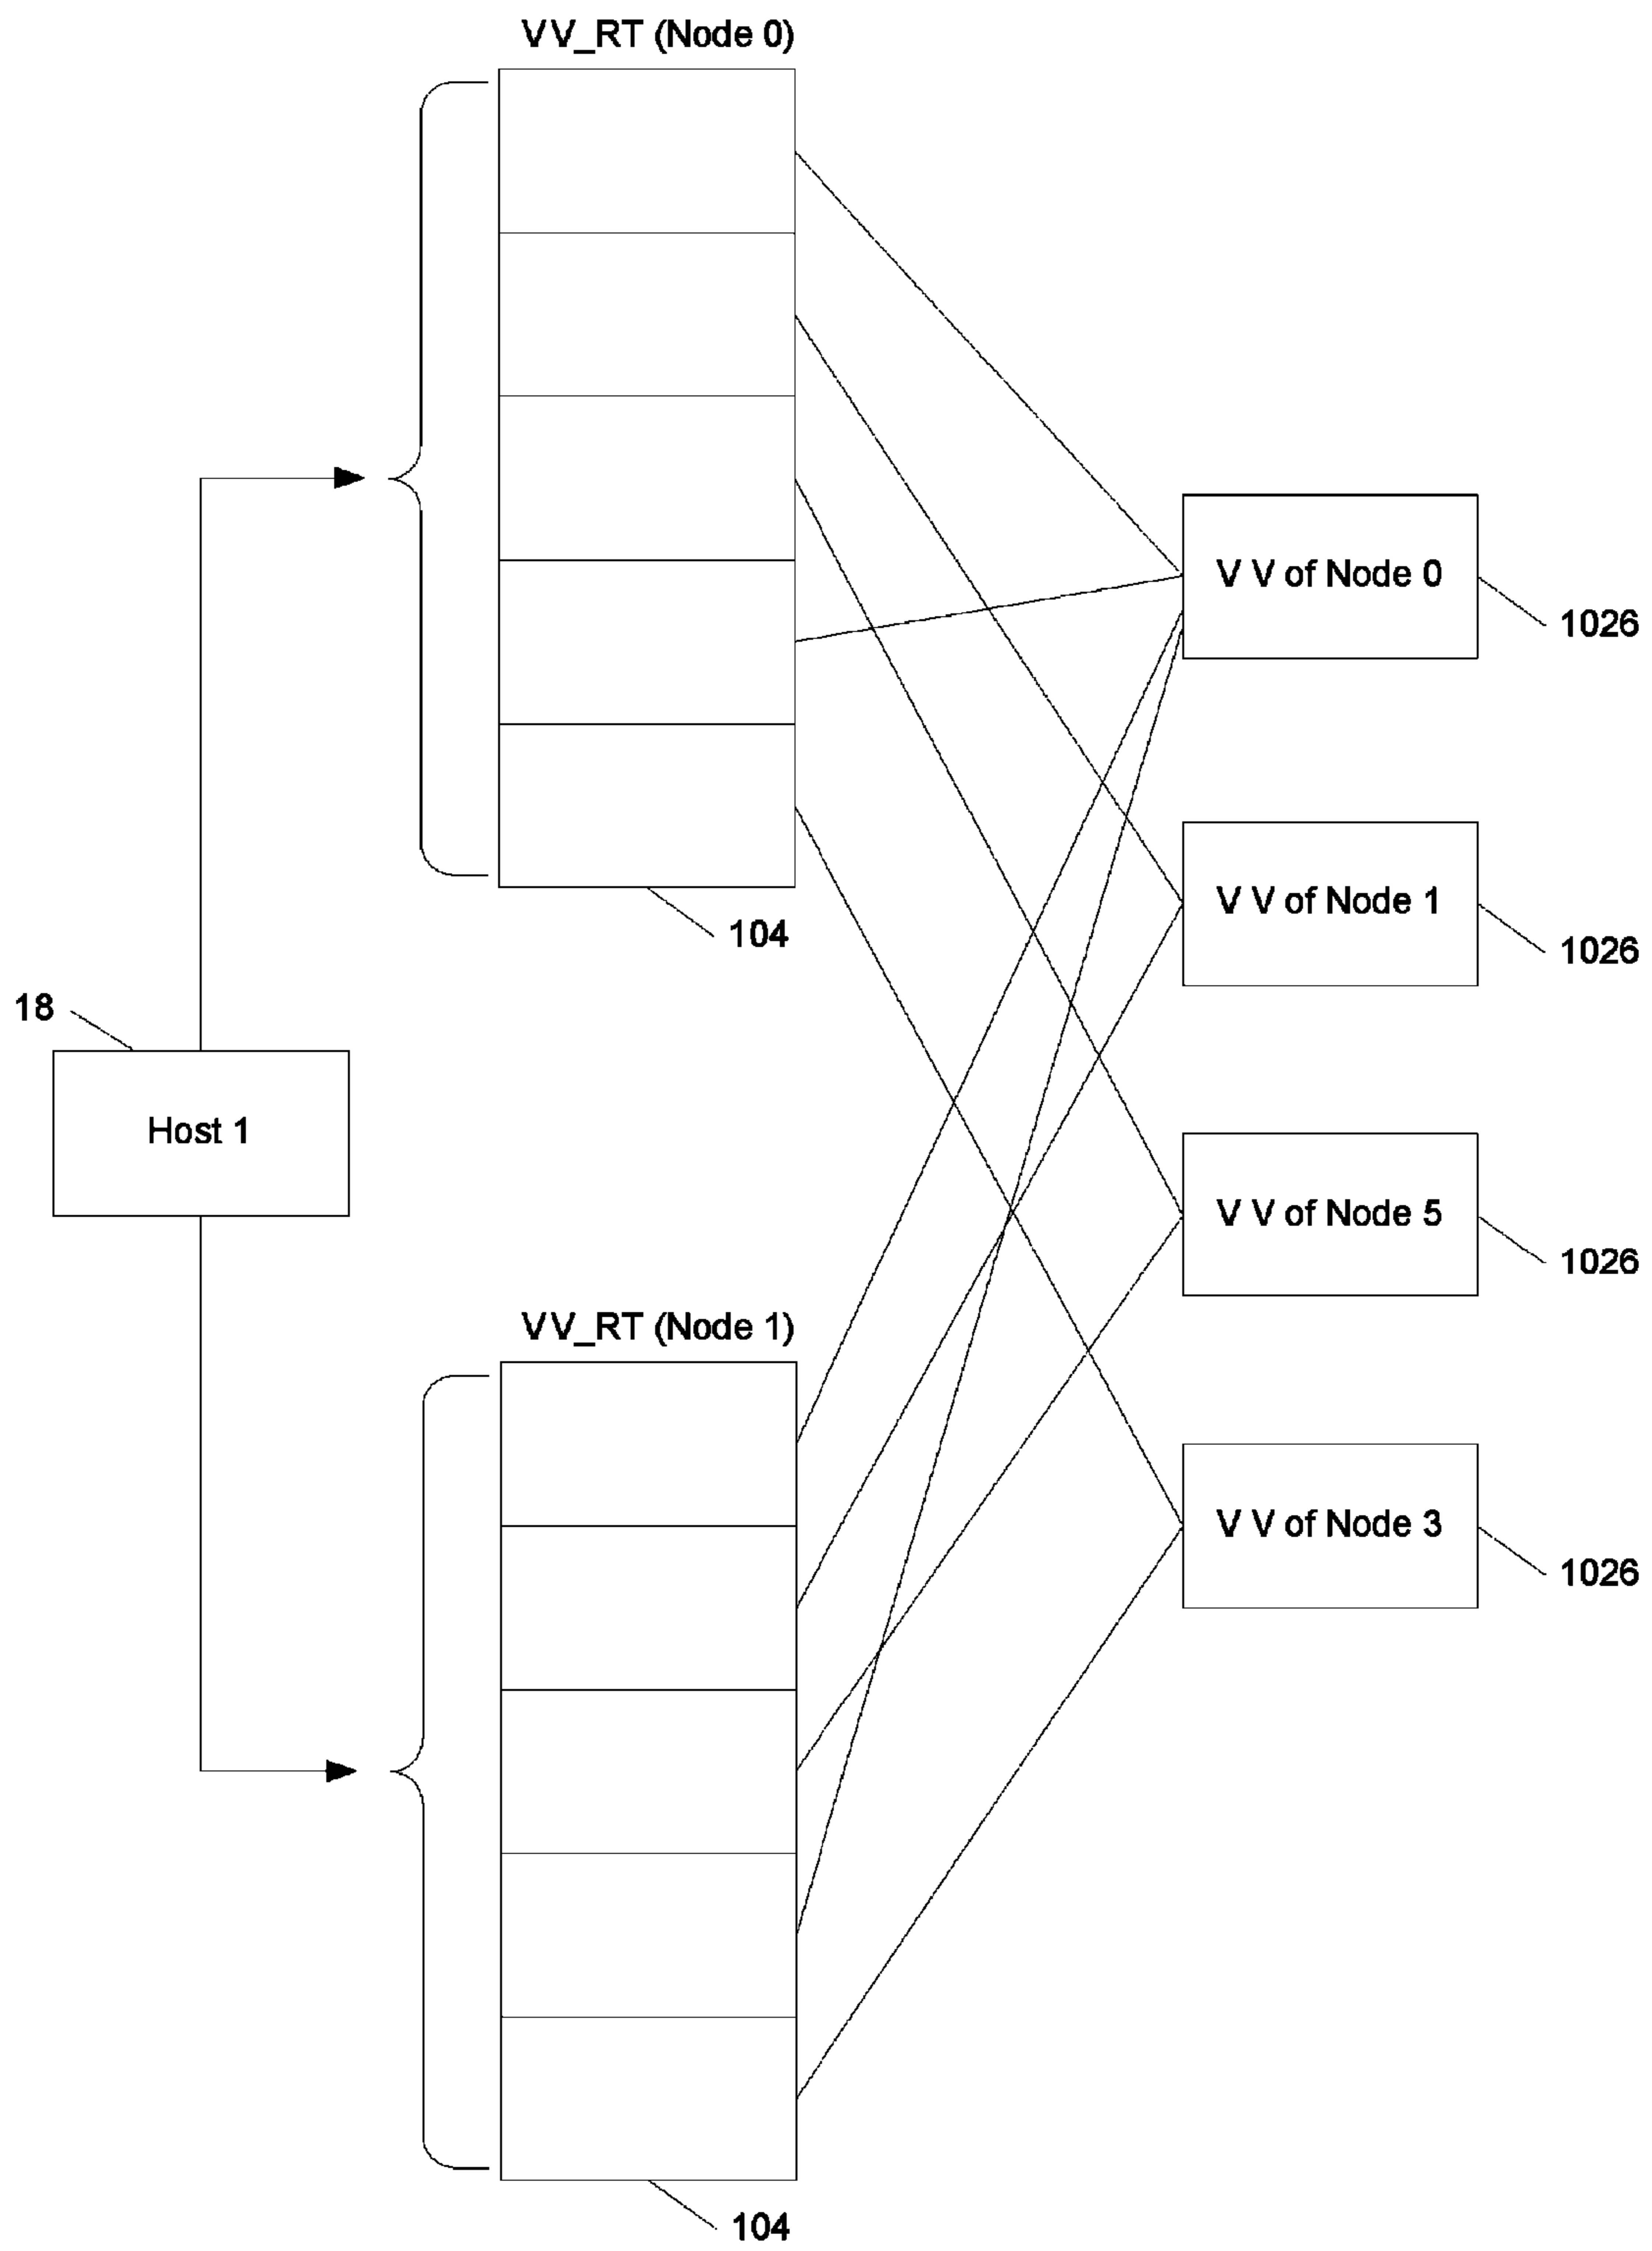 VV_RT (Node 0)
V V of Node 0
1026
V V of Node 1
1026
104
18
Host 1
V V of Node 5
1026
VV_RT (Node 1)
V V of Node 3
1026
104